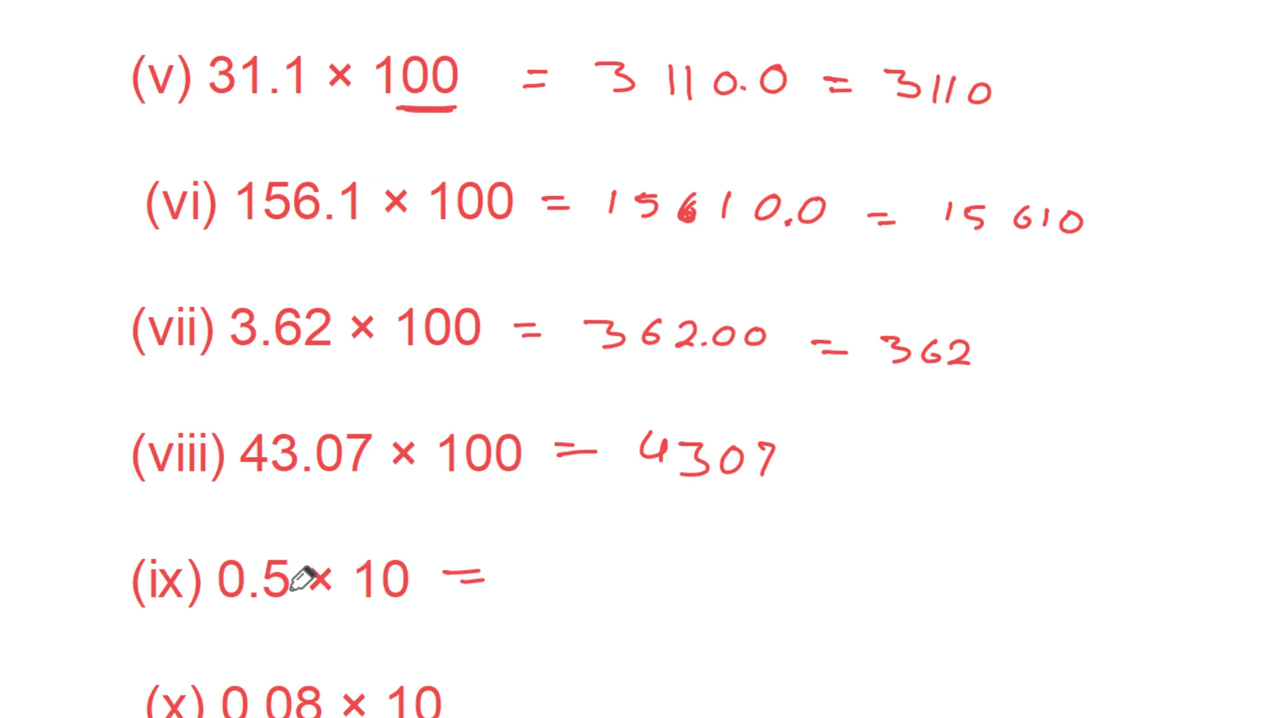 (v) 31.1 × 100 = 3110.0 = 3110
(vi) 156.1 × 100 = 15610.0 = 15610
(vii) 3.62 × 100 = 362.00 = 362
(viii) 43.07 × 100 = 4307
(ix) 0.5 × 10 =
(x) 0.08 × 10